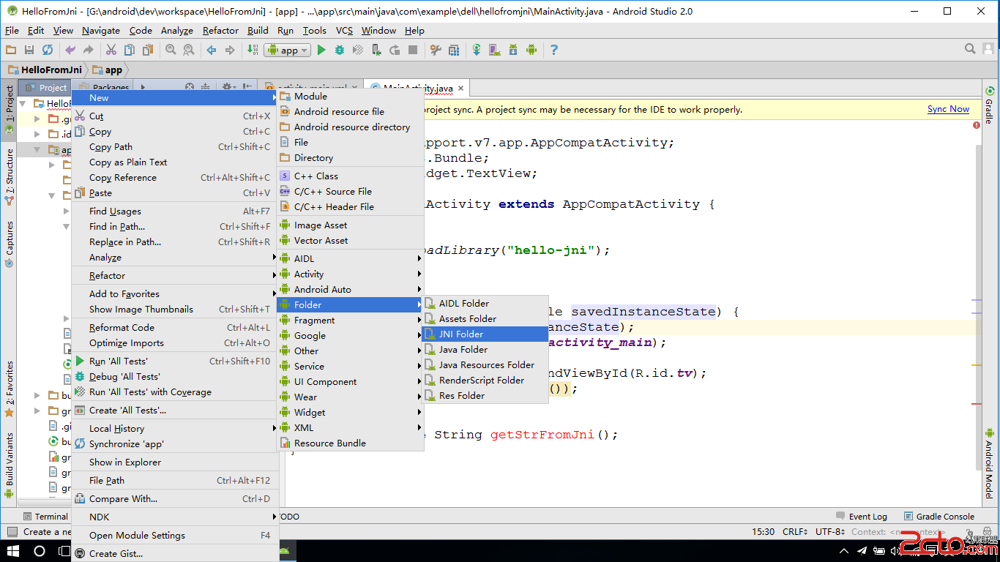 HelloFromJni - [G:\android\dev\workspace\HelloFromJni] - [app] - ...\app\src\main\java\com\example\dell\hellofromjni\MainActivity.java - Android Studio 2.0
File Edit View Navigate Code Analyze Refactor Build Run Tools VCS Window Help
app
HelloFromJni app
Project Packages MainActivity.java
1: Project
7: Structure
Captures
2: Favorites
Build Variants
HelloF
.gr
.id
ap
bu
gr
.gi
bu
gr
gr
gr
New
Cut Ctrl+X
Copy Ctrl+C
Copy Path Ctrl+Shift+C
Copy as Plain Text
Copy Reference Ctrl+Alt+Shift+C
Paste Ctrl+V
Find Usages Alt+F7
Find in Path... Ctrl+Shift+F
Replace in Path... Ctrl+Shift+R
Analyze
Refactor
Add to Favorites
Show Image Thumbnails Ctrl+Shift+T
Reformat Code Ctrl+Alt+L
Optimize Imports Ctrl+Alt+O
Run 'All Tests' Ctrl+Shift+F10
Debug 'All Tests'
Run 'All Tests' with Coverage
Create 'All Tests'...
Local History
Synchronize 'app'
Show in Explorer
File Path Ctrl+Alt+F12
Compare With... Ctrl+D
NDK
Open Module Settings F4
Create Gist...
Module
Android resource file
Android resource directory
File
Directory
C++ Class
C/C++ Source File
C/C++ Header File
Image Asset
Vector Asset
AIDL
Activity
Android Auto
Folder
Fragment
Google
Other
Service
UI Component
Wear
Widget
XML
Resource Bundle
AIDL Folder
Assets Folder
JNI Folder
Java Folder
Java Resources Folder
RenderScript Folder
Res Folder
roject sync. A project sync may be necessary for the IDE to work properly. Sync Now
pport.v7.app.AppCompatActivity;
s.Bundle;
dget.TextView;
Activity extends AppCompatActivity {
oadLibrary("hello-jni");
le savedInstanceState) {
anceState);
activity_main);
ndViewById(R.id.tv);
());
e String getStrFromJni();
}
Gradle
Android Model
Terminal TODO Event Log Gradle Console
Create a ne 15:30 CRLF UTF-8 Context:
2cto.com